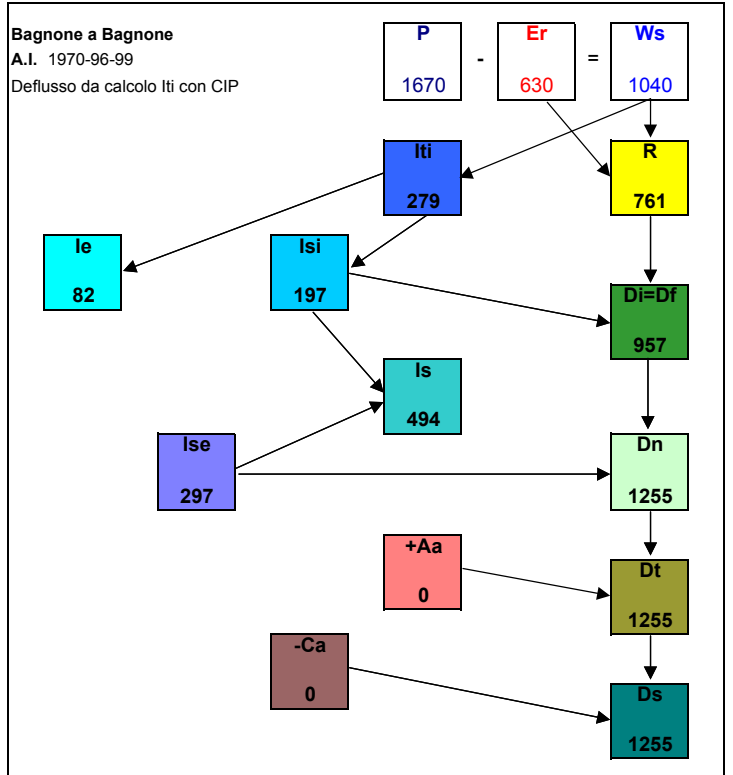 Bagnone a Bagnone
A.I. 1970-96-99
Deflusso da calcolo Iti con CIP
P - Er = Ws
1670 630 1040
Iti R
279 761
Ie Isi Di=Df
82 197 957
Is
494
Ise Dn
297 1255
+Aa Dt
0 1255
-Ca Ds
0 1255